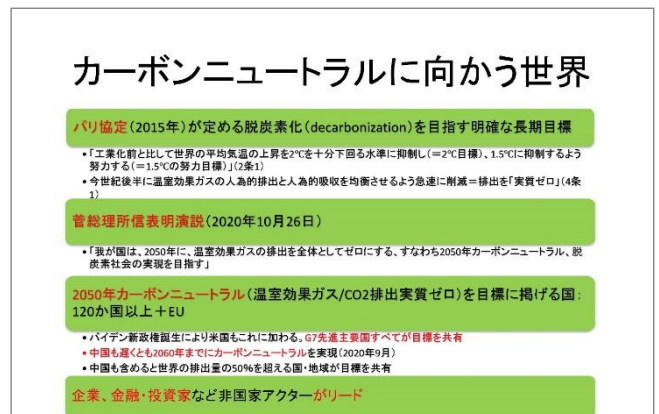 カーボンニュートラルに向かう世界
パリ協定(2015年)が定める脱炭素化(decarbonization)を目指す明確な長期目標
•「工業化前と比して世界の平均気温の上昇を2℃を十分下回る水準に抑制し(=2℃目標)、1.5℃に抑制するよう
努力する(=1.5℃の努力目標)」(2条1)
•今世紀後半に温室効果ガスの人為的排出と人為的吸収を均衡させるよう急速に削減=排出を「実質ゼロ」(4条
1)
菅総理所信表明演説(2020年10月26日)
•「我が国は、2050年に、温室効果ガスの排出を全体としてゼロにする、すなわち2050年カーボンニュートラル、脱
炭素社会の実現を目指す」
2050年カーボンニュートラル(温室効果ガス/CO2排出実質ゼロ)を目標に掲げる国:
120か国以上+EU
•バイデン新政権誕生により米国もこれに加わる。G7先進主要国すべてが目標を共有
•中国も遅くとも2060年までにカーボンニュートラルを実現(2020年9月)
•中国も含めると世界の排出量の50%を超える国・地域が目標を共有
企業、金融・投資家など非国家アクターがリード